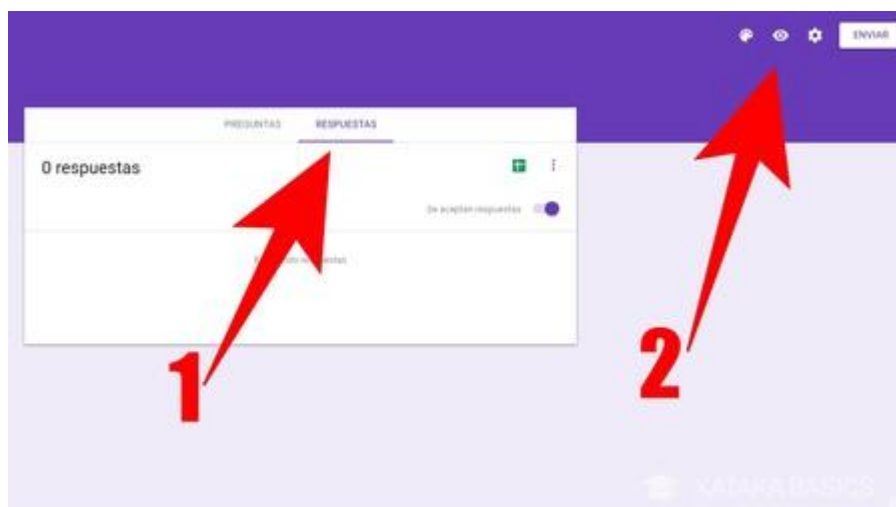 ENVIAR
PREGUNTAS RESPUESTAS
0 respuestas
Se aceptan respuestas
1
2
XATAKA BASICS